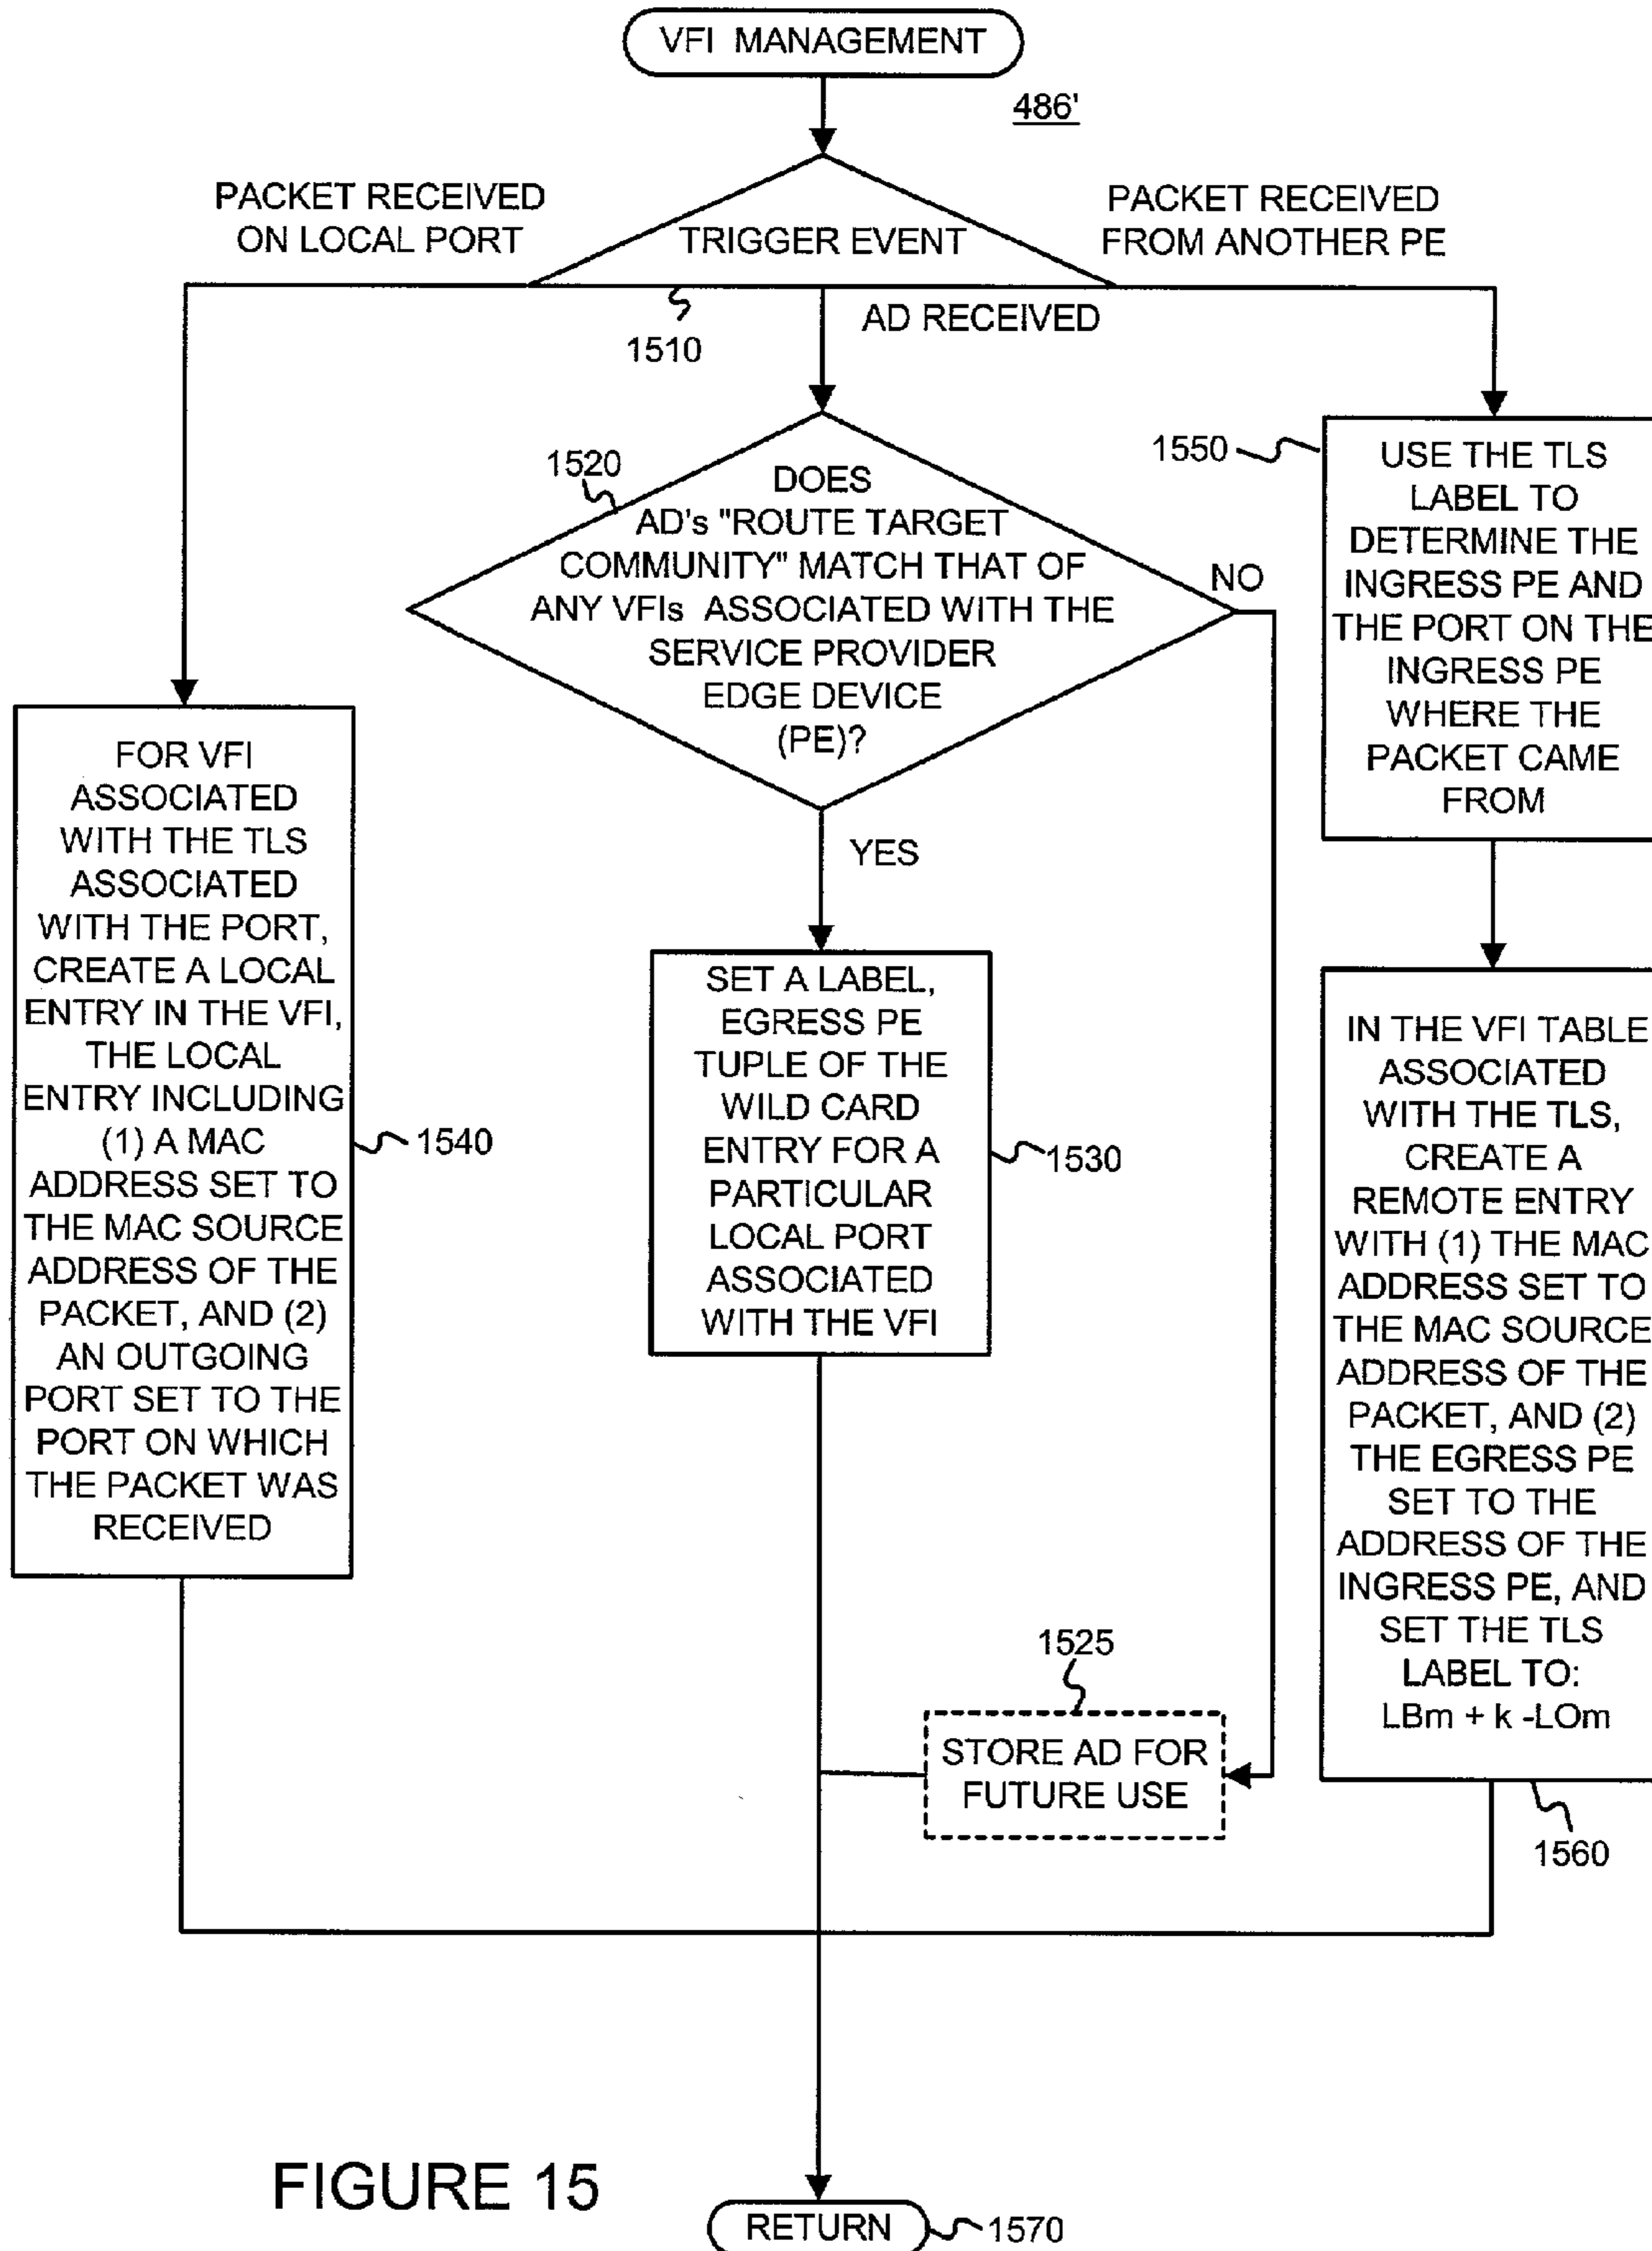 VFI MANAGEMENT
486'
PACKET RECEIVED
ON LOCAL PORT
TRIGGER EVENT
PACKET RECEIVED
FROM ANOTHER PE
1510
AD RECEIVED
1520
DOES
AD's "ROUTE TARGET
COMMUNITY" MATCH THAT OF
ANY VFIs ASSOCIATED WITH THE
SERVICE PROVIDER
EDGE DEVICE
(PE)?
NO
YES
1550
USE THE TLS
LABEL TO
DETERMINE THE
INGRESS PE AND
THE PORT ON THE
INGRESS PE
WHERE THE
PACKET CAME
FROM
FOR VFI
ASSOCIATED
WITH THE TLS
ASSOCIATED
WITH THE PORT,
CREATE A LOCAL
ENTRY IN THE VFI,
THE LOCAL
ENTRY INCLUDING
(1) A MAC
ADDRESS SET TO
THE MAC SOURCE
ADDRESS OF THE
PACKET, AND (2)
AN OUTGOING
PORT SET TO THE
PORT ON WHICH
THE PACKET WAS
RECEIVED
1540
SET A LABEL,
EGRESS PE
TUPLE OF THE
WILD CARD
ENTRY FOR A
PARTICULAR
LOCAL PORT
ASSOCIATED
WITH THE VFI
1530
IN THE VFI TABLE
ASSOCIATED
WITH THE TLS,
CREATE A
REMOTE ENTRY
WITH (1) THE MAC
ADDRESS SET TO
THE MAC SOURCE
ADDRESS OF THE
PACKET, AND (2)
THE EGRESS PE
SET TO THE
ADDRESS OF THE
INGRESS PE, AND
SET THE TLS
LABEL TO:
LBm + k -LOm
1560
1525
STORE AD FOR
FUTURE USE
FIGURE 15
RETURN
1570